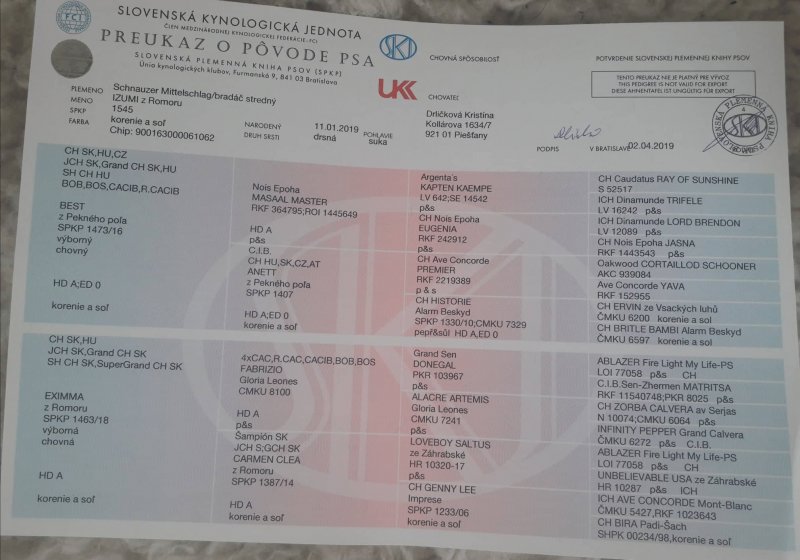 FCI
SLOVENSKÁ KYNOLOGICKÁ JEDNOTA
ČLEN MEDZINÁRODNEJ KYNOLOGICKEJ FEDERÁCIE-FCI
PREUKAZ O PÔVODE PSA
SLOVENSKÁ PLEMENNÁ KNIHA PSOV (SPKP)
Únia kynologických klubov, Furmanská 9, 841 03 Bratislava
SKJ
UKK
CHOVNÁ SPÔSOBILOSŤ
POTVRDENIE SLOVENSKEJ PLEMENNEJ KNIHY PSOV
TENTO PREUKAZ NIE JE PLATNÝ PRE VÝVOZ
THIS PEDIGREE IS NOT VALID FOR EXPORT
DIESE AHNENTAFEL IST UNGÜLTIG FÜR EXPORT
PLEMENO Schnauzer Mittelschlag/bradáč stredný
MENO IZUMI z Romoru
SPKP 1545
FARBA korenie a soľ
Chip: 900163000061062
NARODENÝ 11.01.2019
DRUH SRSTI drsná
POHLAVIE suka
CHOVATEĽ
Drličková Kristína
Kollárova 1634/7
921 01 Piešťany
PODPIS
V BRATISLAVE 02.04.2019
SLOVENSKÁ PLEMENNÁ KNIHA PSOV
SKJ
CH SK,HU,CZ
JCH SK,Grand CH SK,HU
SH CH HU
BOB,BOS,CACIB,R.CACIB
BEST
z Pekného poľa
SPKP 1473/16
výborný
chovný
HD A;ED 0
korenie a soľ
Nois Epoha
MASAAL MASTER
RKF 364795;ROI 1445649
HD A
p&s
C.I.B.
CH HU,SK,CZ,AT
ANETT
z Pekného poľa
SPKP 1407
HD A;ED 0
korenie a soľ
Argenta's
KAPTEN KAEMPE
LV 642;SE 14542
p&s
CH Nois Epoha
EUGENIA
RKF 242912
p&s
CH Ave Concorde
PREMIER
RKF 2219389
p & s
CH HISTORIE
Alarm Beskyd
SPKP 1330/10;CMKU 7329
pepř&sůl HD A,ED 0
CH Caudatus RAY OF SUNSHINE
S 52517
ICH Dinamunde TRIFELE
LV 16242 p&s
ICH Dinamunde LORD BRENDON
LV 12089 p&s
CH Nois Epoha JASNA
RKF 1443543 p&s
Oakwood CORTAILLOD SCHOONER
AKC 939084
Ave Concorde YAVA
RKF 152955
CH ERVIN ze Vsackých luhů
ČMKU 6200 korenie a soľ
CH BRITLE BAMBI Alarm Beskyd
ČMKU 6597 korenie a soľ
CH SK,HU
JCH SK,Grand CH SK
SH CH SK,SuperGrand CH SK
EXIMMA
z Romoru
SPKP 1463/18
výborná
chovná
HD A
korenie a soľ
4xCAC,R.CAC,CACIB,BOB,BOS
FABRIZIO
Gloria Leones
CMKU 8100
HD A
p&s
Šampión SK
JCH S;GCH SK
CARMEN CLEA
z Romoru
SPKP 1387/14
HD A
korenie a soľ
Grand Sen
DONEGAL
PKR 103967
p&s
ALACRE ARTEMIS
Gloria Leones
CMKU 7241
p&s
LOVEBOY SALTUS
ze Záhrabské
HR 10320-17
p&s
CH GENNY LEE
Imprese
SPKP 1233/06
korenie a soľ
ABLAZER Fire Light My Life-PS
LOI 77058 p&s CH
C.I.B.Sen-Zhermen MATRITSA
RKF 11540748;PKR 8025 p&s
CH ZORBA CALVERA av Serjas
N 10074;CMKU 6064 p&s
INFINITY PEPPER Grand Calvera
ČMKU 6272 p&s C.I.B.
ABLAZER Fire Light My Life-PS
LOI 77058 p&s CH
UNBELIEVABLE USA ze Záhrabské
HR 10287 p&s ICH
ICH AVE CONCORDE Mont-Blanc
ČMKU 5427,RKF 1023643
CH BIRA Padi-Šach
SHPK 00234/98,korenie a soľ